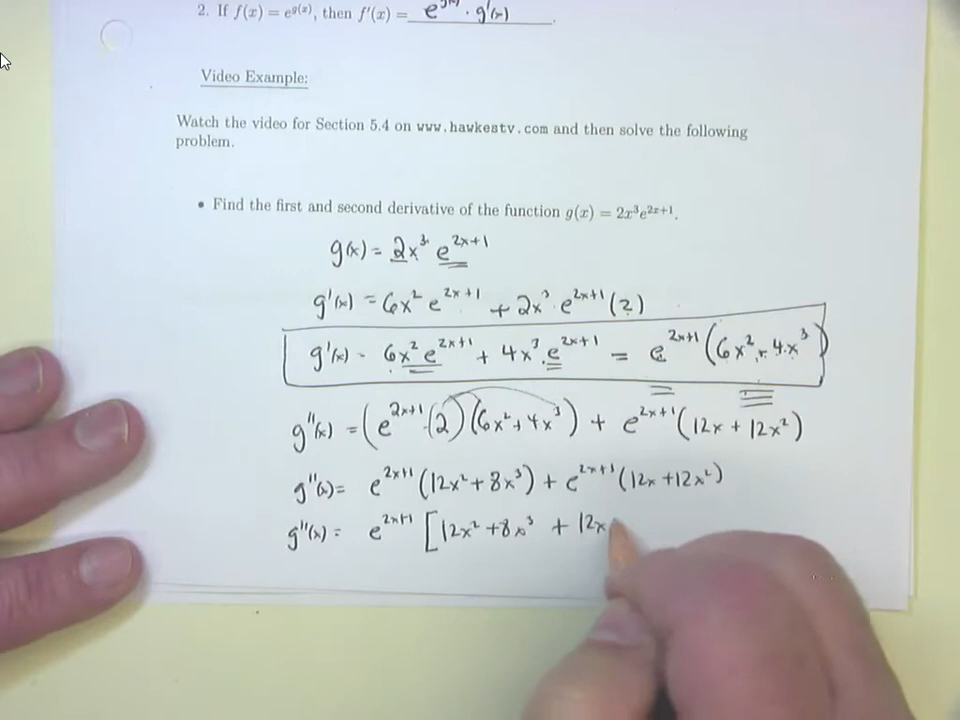 2. If f(x) = e^{g(x)}, then f'(x) = e^{g(x)} · g'(x).
Video Example:
Watch the video for Section 5.4 on www.hawkestv.com and then solve the following
problem.
• Find the first and second derivative of the function g(x) = 2x³e^{2x+1}.
g(x) = 2x³ e^{2x+1}
g'(x) = 6x² e^{2x+1} + 2x³ · e^{2x+1} (2)
g'(x) = 6x² e^{2x+1} + 4x³ · e^{2x+1} = e^{2x+1} (6x² + 4x³)
g''(x) = (e^{2x+1} · (2)(6x² + 4x³) + e^{2x+1} (12x + 12x²)
g''(x) = e^{2x+1} (12x² + 8x³) + e^{2x+1} (12x + 12x²)
g''(x) = e^{2x+1} [12x² + 8x³ + 12x